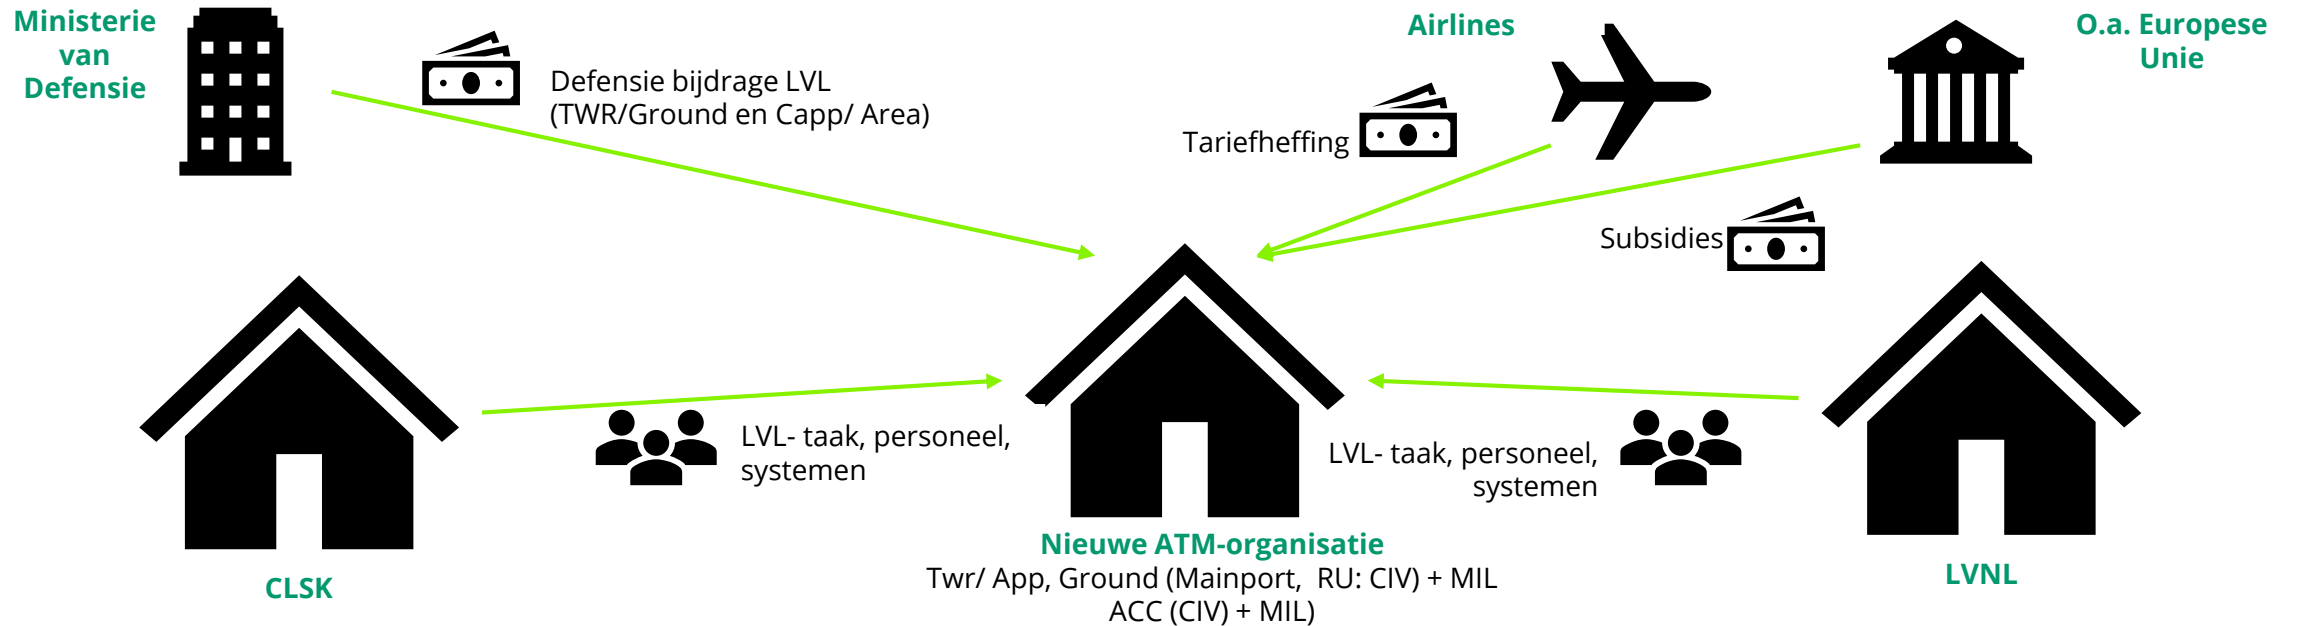 Ministerie
van
Defensie
Defensie bijdrage LVL
(TWR/Ground en Capp/ Area)
Airlines
Tariefheffing
O.a. Europese
Unie
Subsidies
LVL- taak, personeel,
systemen
LVL- taak, personeel,
systemen
CLSK
Nieuwe ATM-organisatie
Twr/ App, Ground (Mainport,  RU: CIV) + MIL
ACC (CIV) + MIL)
LVNL